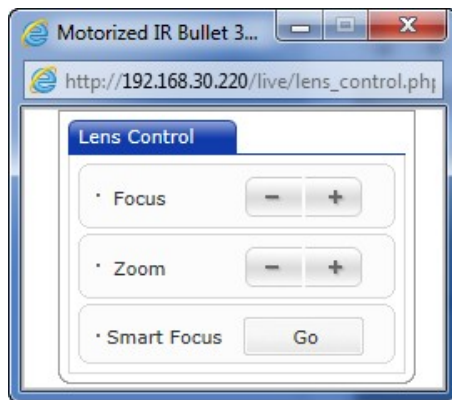 Motorized IR Bullet 3...
http://192.168.30.220/live/lens_control.php
Lens Control
· Focus - +
· Zoom - +
· Smart Focus Go